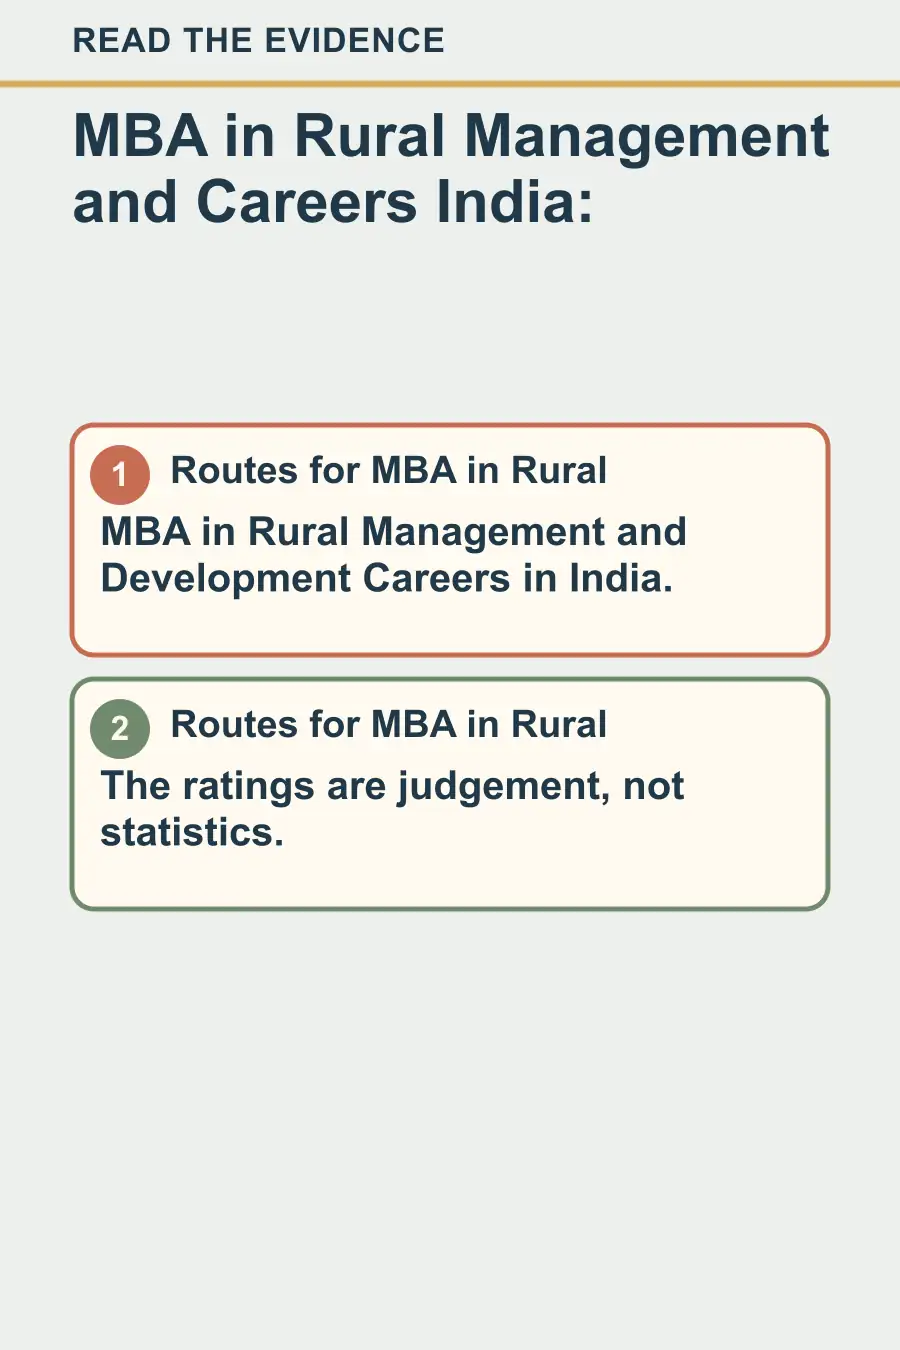 READ THE EVIDENCE
MBA in Rural Management
and Careers India:
1 Routes for MBA in Rural
MBA in Rural Management and
Development Careers in India.
2 Routes for MBA in Rural
The ratings are judgement, not
statistics.